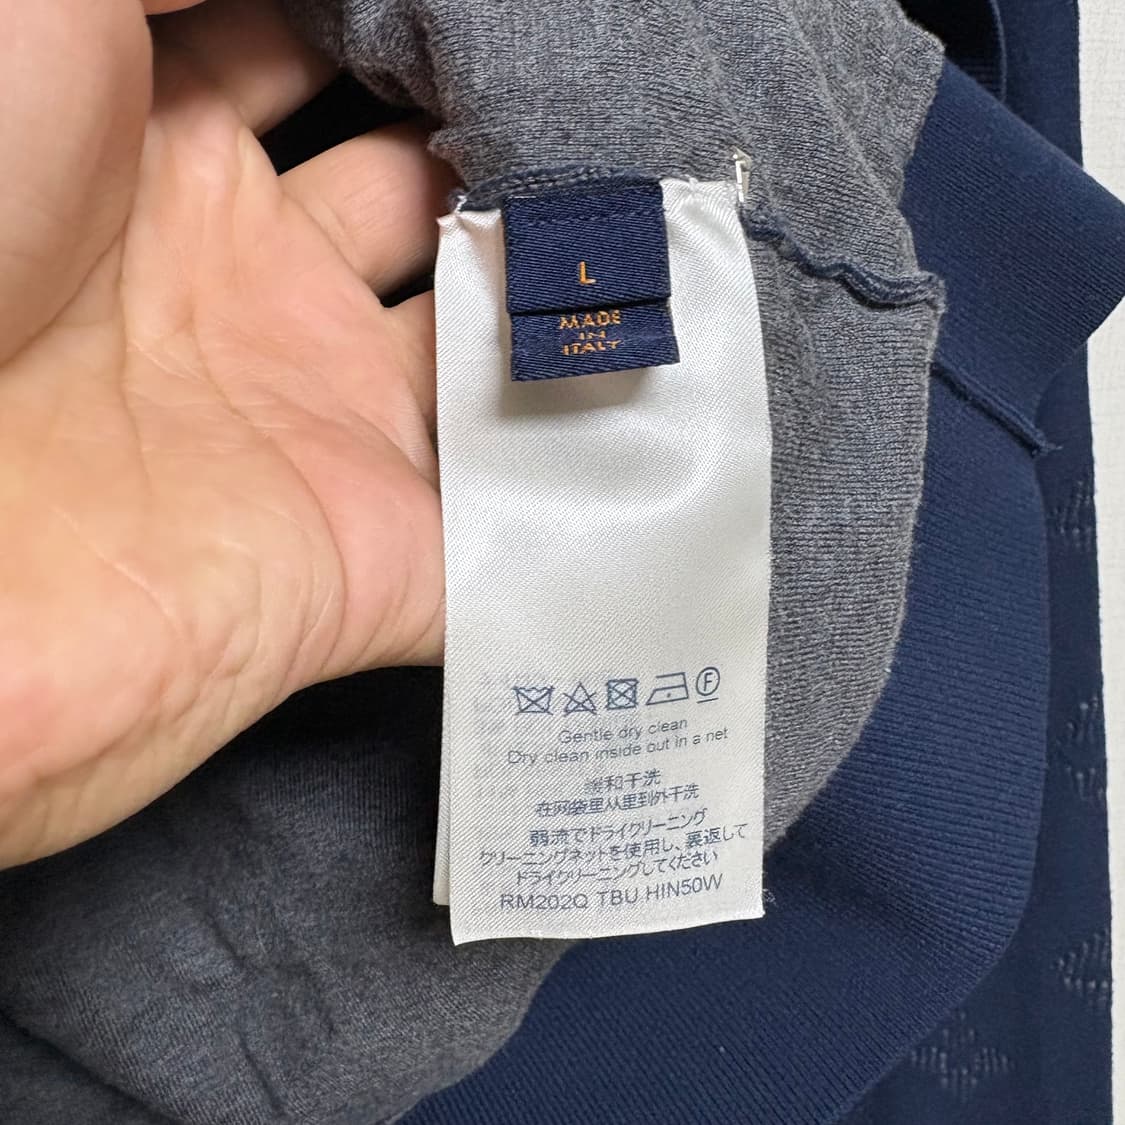 L
MADE
IN
ITALY
F
Gentle dry clean
Dry clean inside out in a net
缓和干洗
在网袋里从里到外干洗
弱流でドライクリーニング
クリーニングネットを使用し、裏返して
ドライクリーニングしてください
RM202Q TBU HIN50W